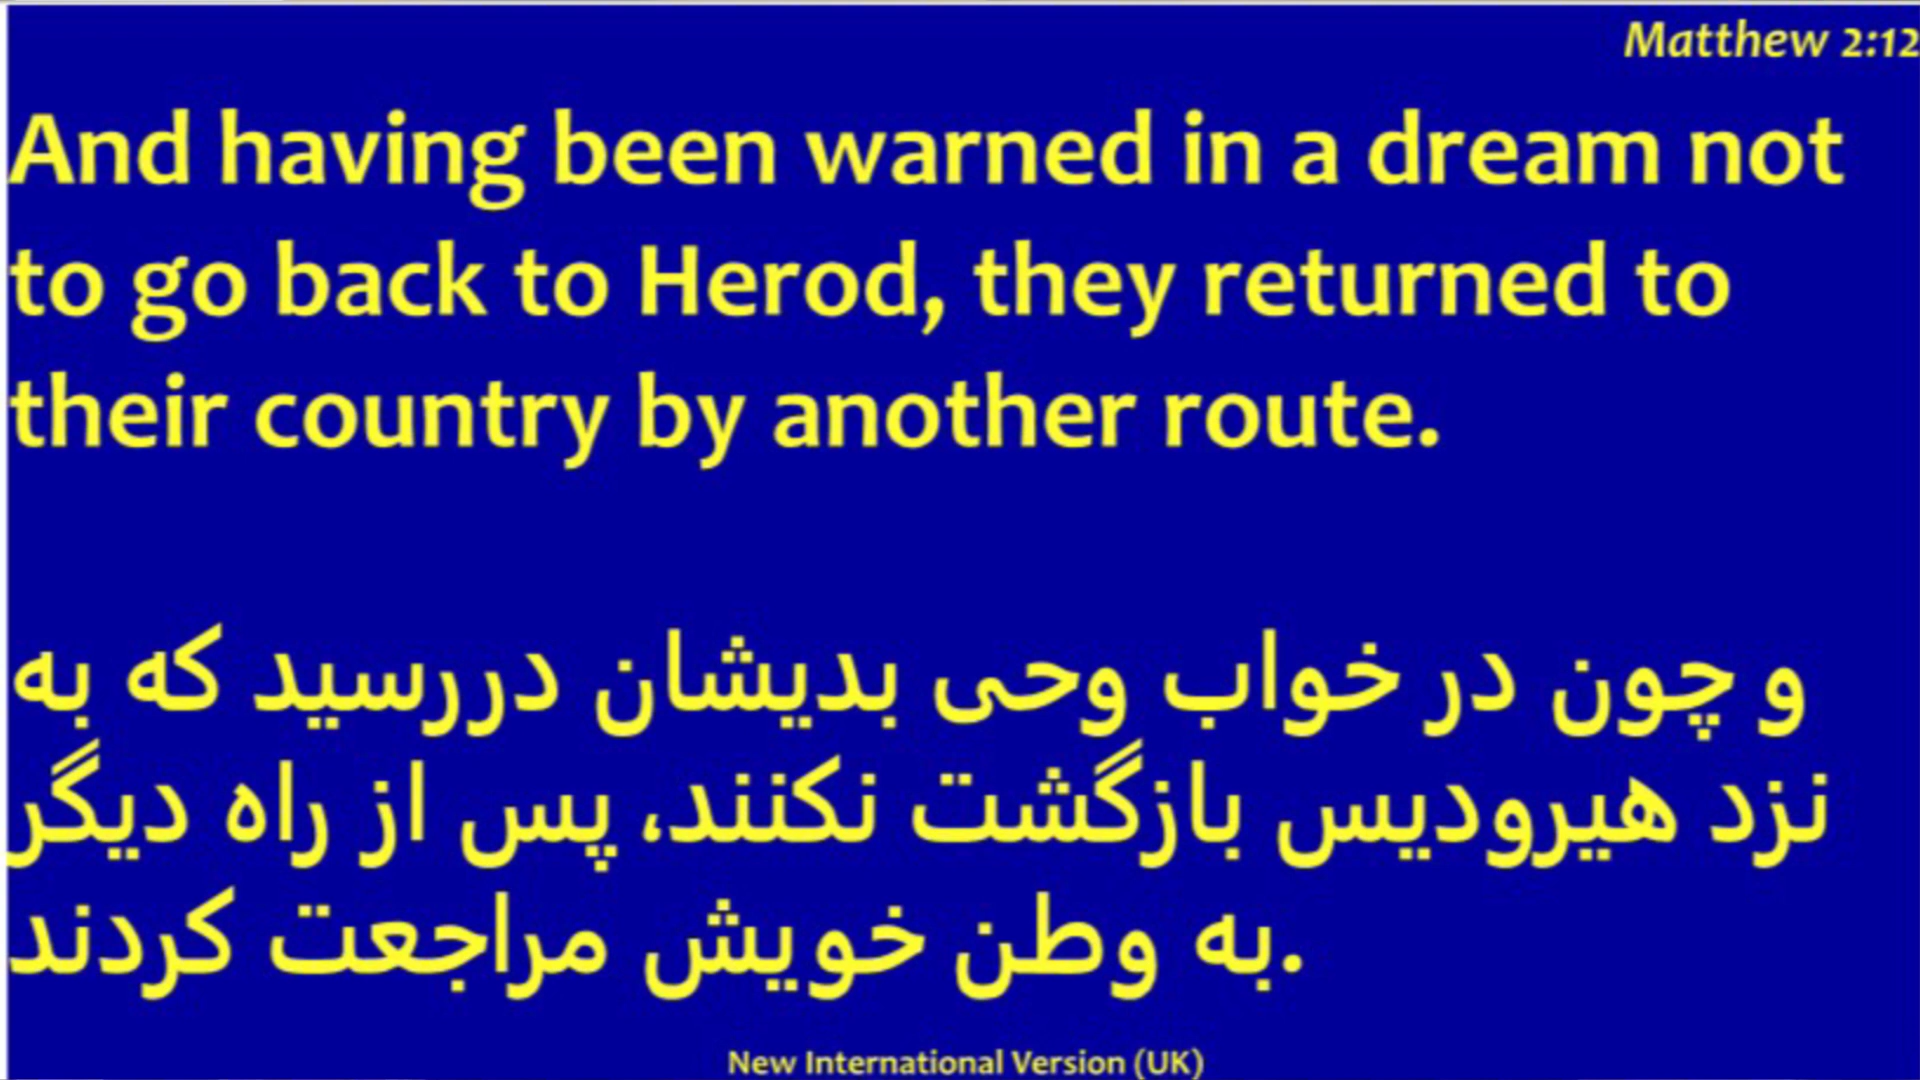 Matthew 2:12
And having been warned in a dream not
to go back to Herod, they returned to
their country by another route.
و چون در خواب وحی بدیشان دررسید که به
نزد هیرودیس بازگشت نکنند، پس از راه دیگر
به وطن خویش مراجعت کردند.
New International Version (UK)